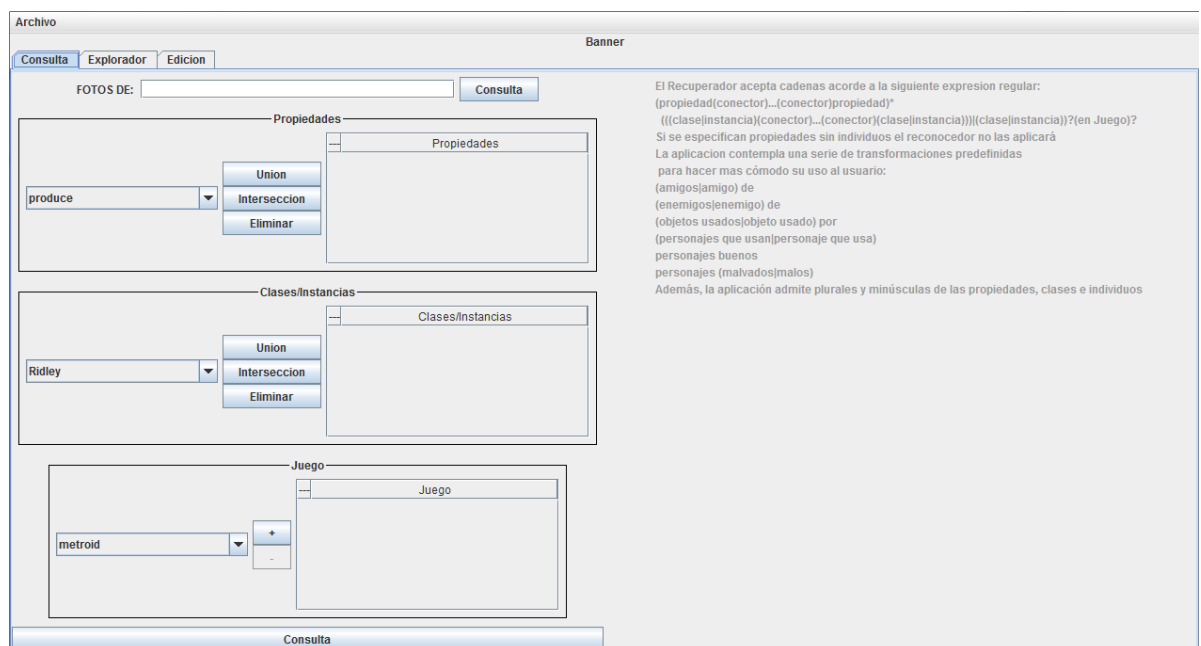 Archivo
Banner
Consulta Explorador Edicion
FOTOS DE: Consulta
Propiedades
--- Propiedades
produce
Union
Interseccion
Eliminar
Clases/Instancias
--- Clases/Instancias
Ridley
Union
Interseccion
Eliminar
Juego
--- Juego
metroid
+
-
Consulta
El Recuperador acepta cadenas acorde a la siguiente expresion regular:
(propiedad(conector)...(conector)propiedad)*
(((clase|instancia)(conector)...(conector)(clase|instancia)))|(clase|instancia))?(en Juego)?
Si se especifican propiedades sin individuos el reconocedor no las aplicará
La aplicacion contempla una serie de transformaciones predefinidas
para hacer mas cómodo su uso al usuario:
(amigos|amigo) de
(enemigos|enemigo) de
(objetos usados|objeto usado) por
(personajes que usan|personaje que usa)
personajes buenos
personajes (malvados|malos)
Además, la aplicación admite plurales y minúsculas de las propiedades, clases e individuos